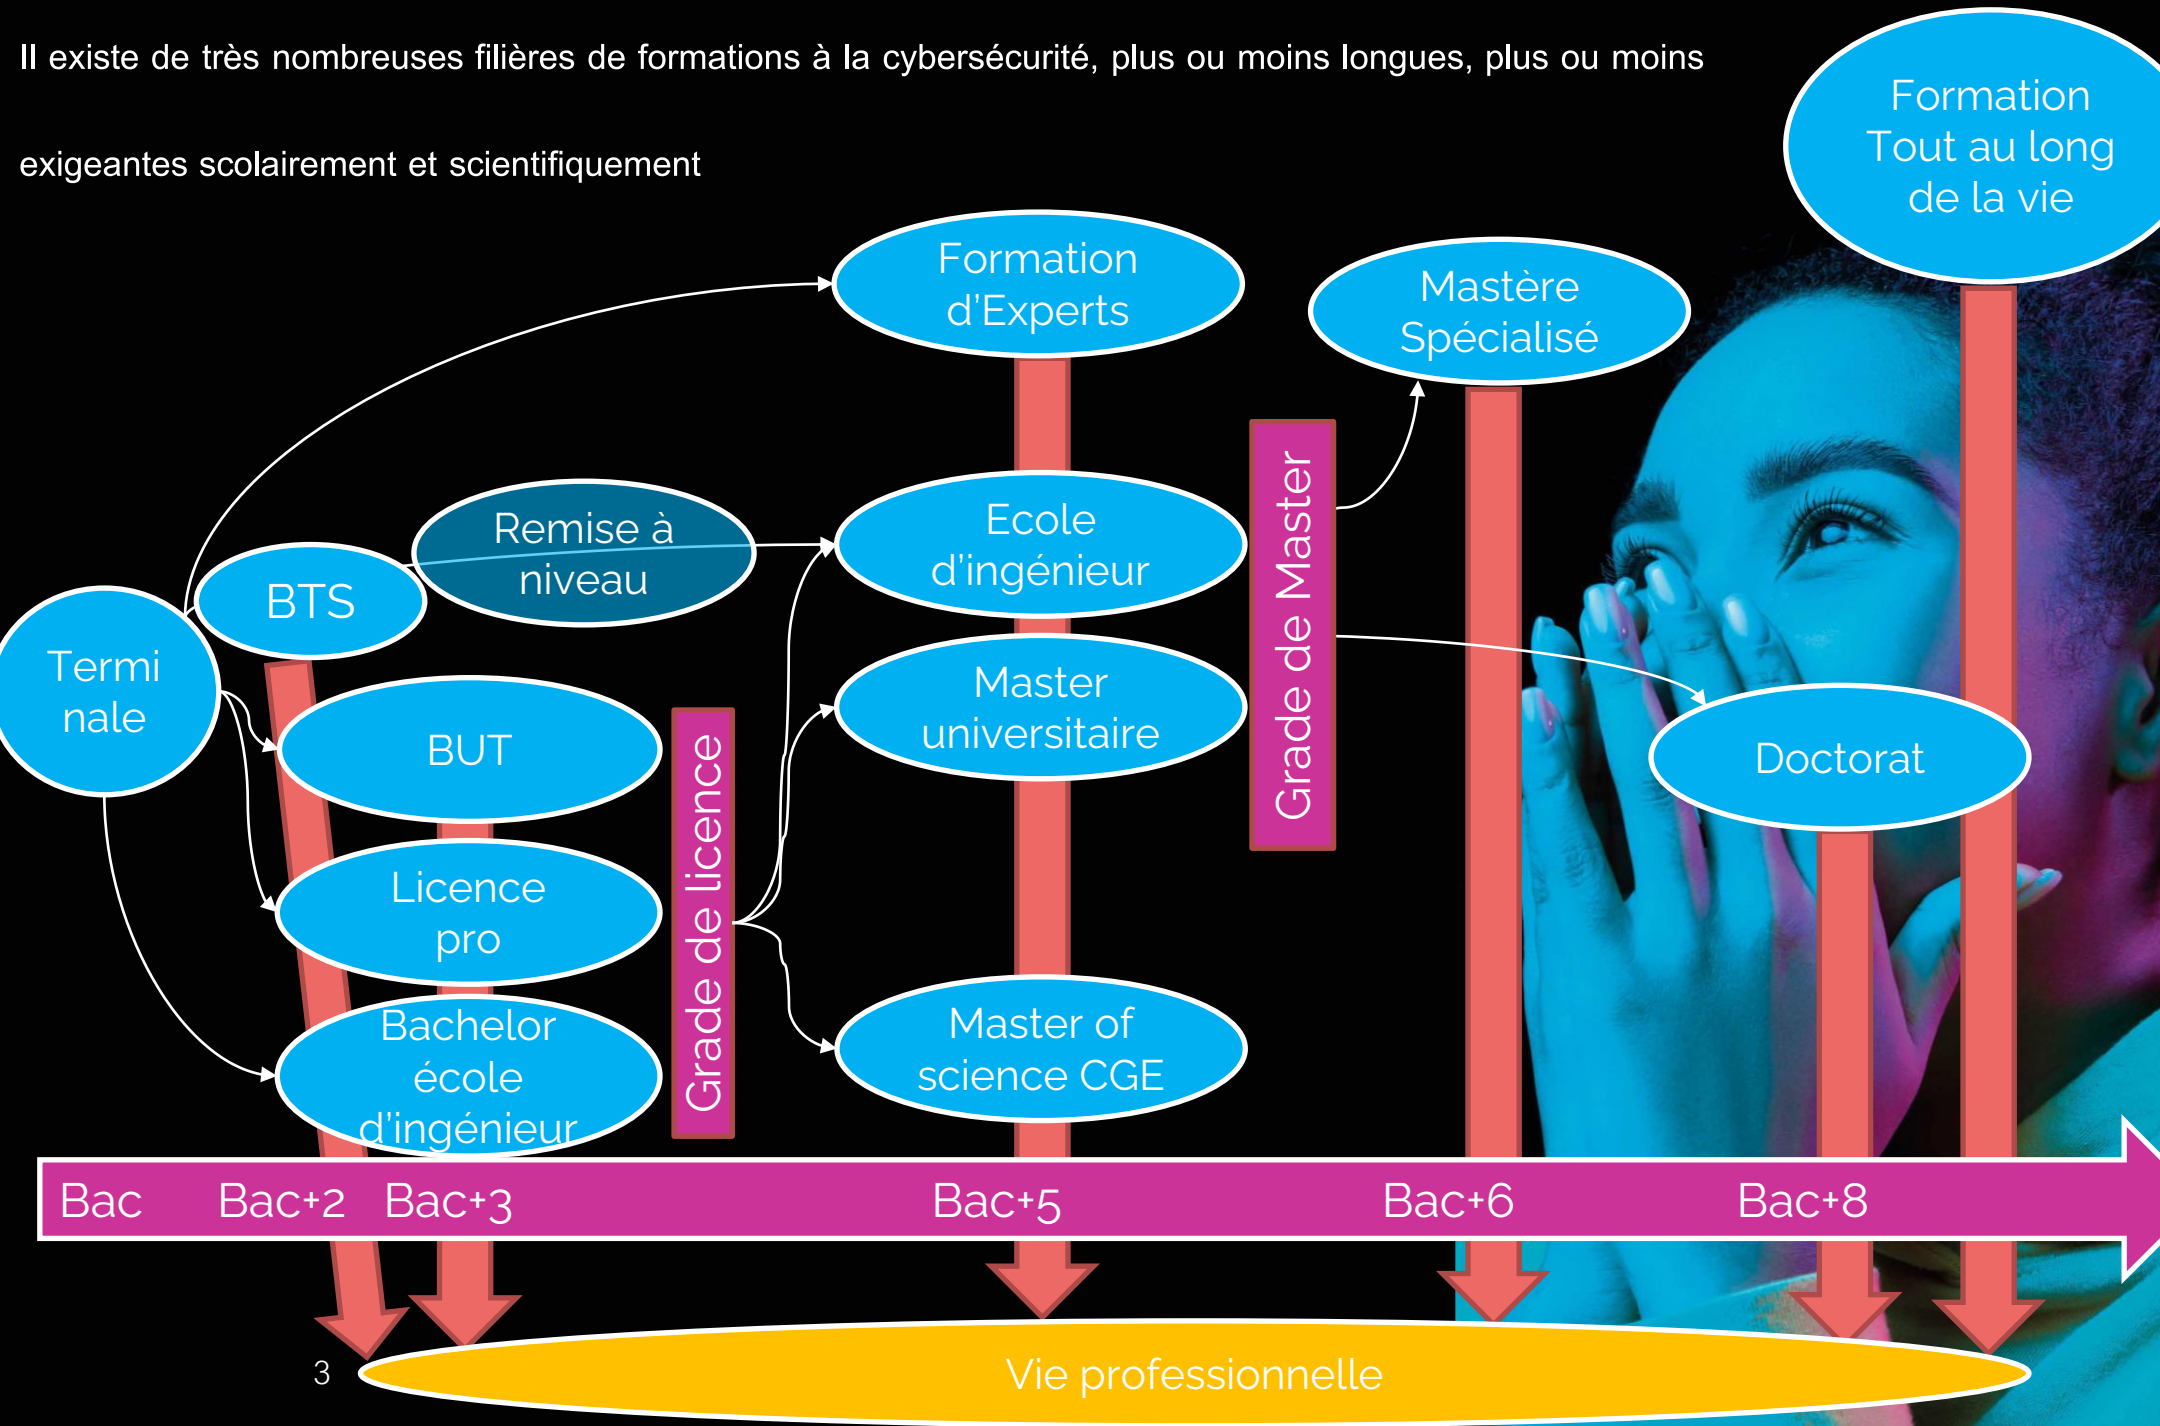 Il existe de très nombreuses filières de formations à la cybersécurité, plus ou moins longues, plus ou moins
exigeantes scolairement et scientifiquement
Formation
Tout au long
de la vie
Formation
d'Experts
Mastère
Spécialisé
Remise à
niveau
Ecole
d'ingénieur
BTS
Termi
nale
Master
universitaire
BUT
Licence
pro
Bachelor
école
d'ingénieur
Grade de licence
Master of
science CGE
Grade de Master
Doctorat
Bac
Bac+2
Bac+3
Bac+5
Bac+6
Bac+8
3
Vie professionnelle